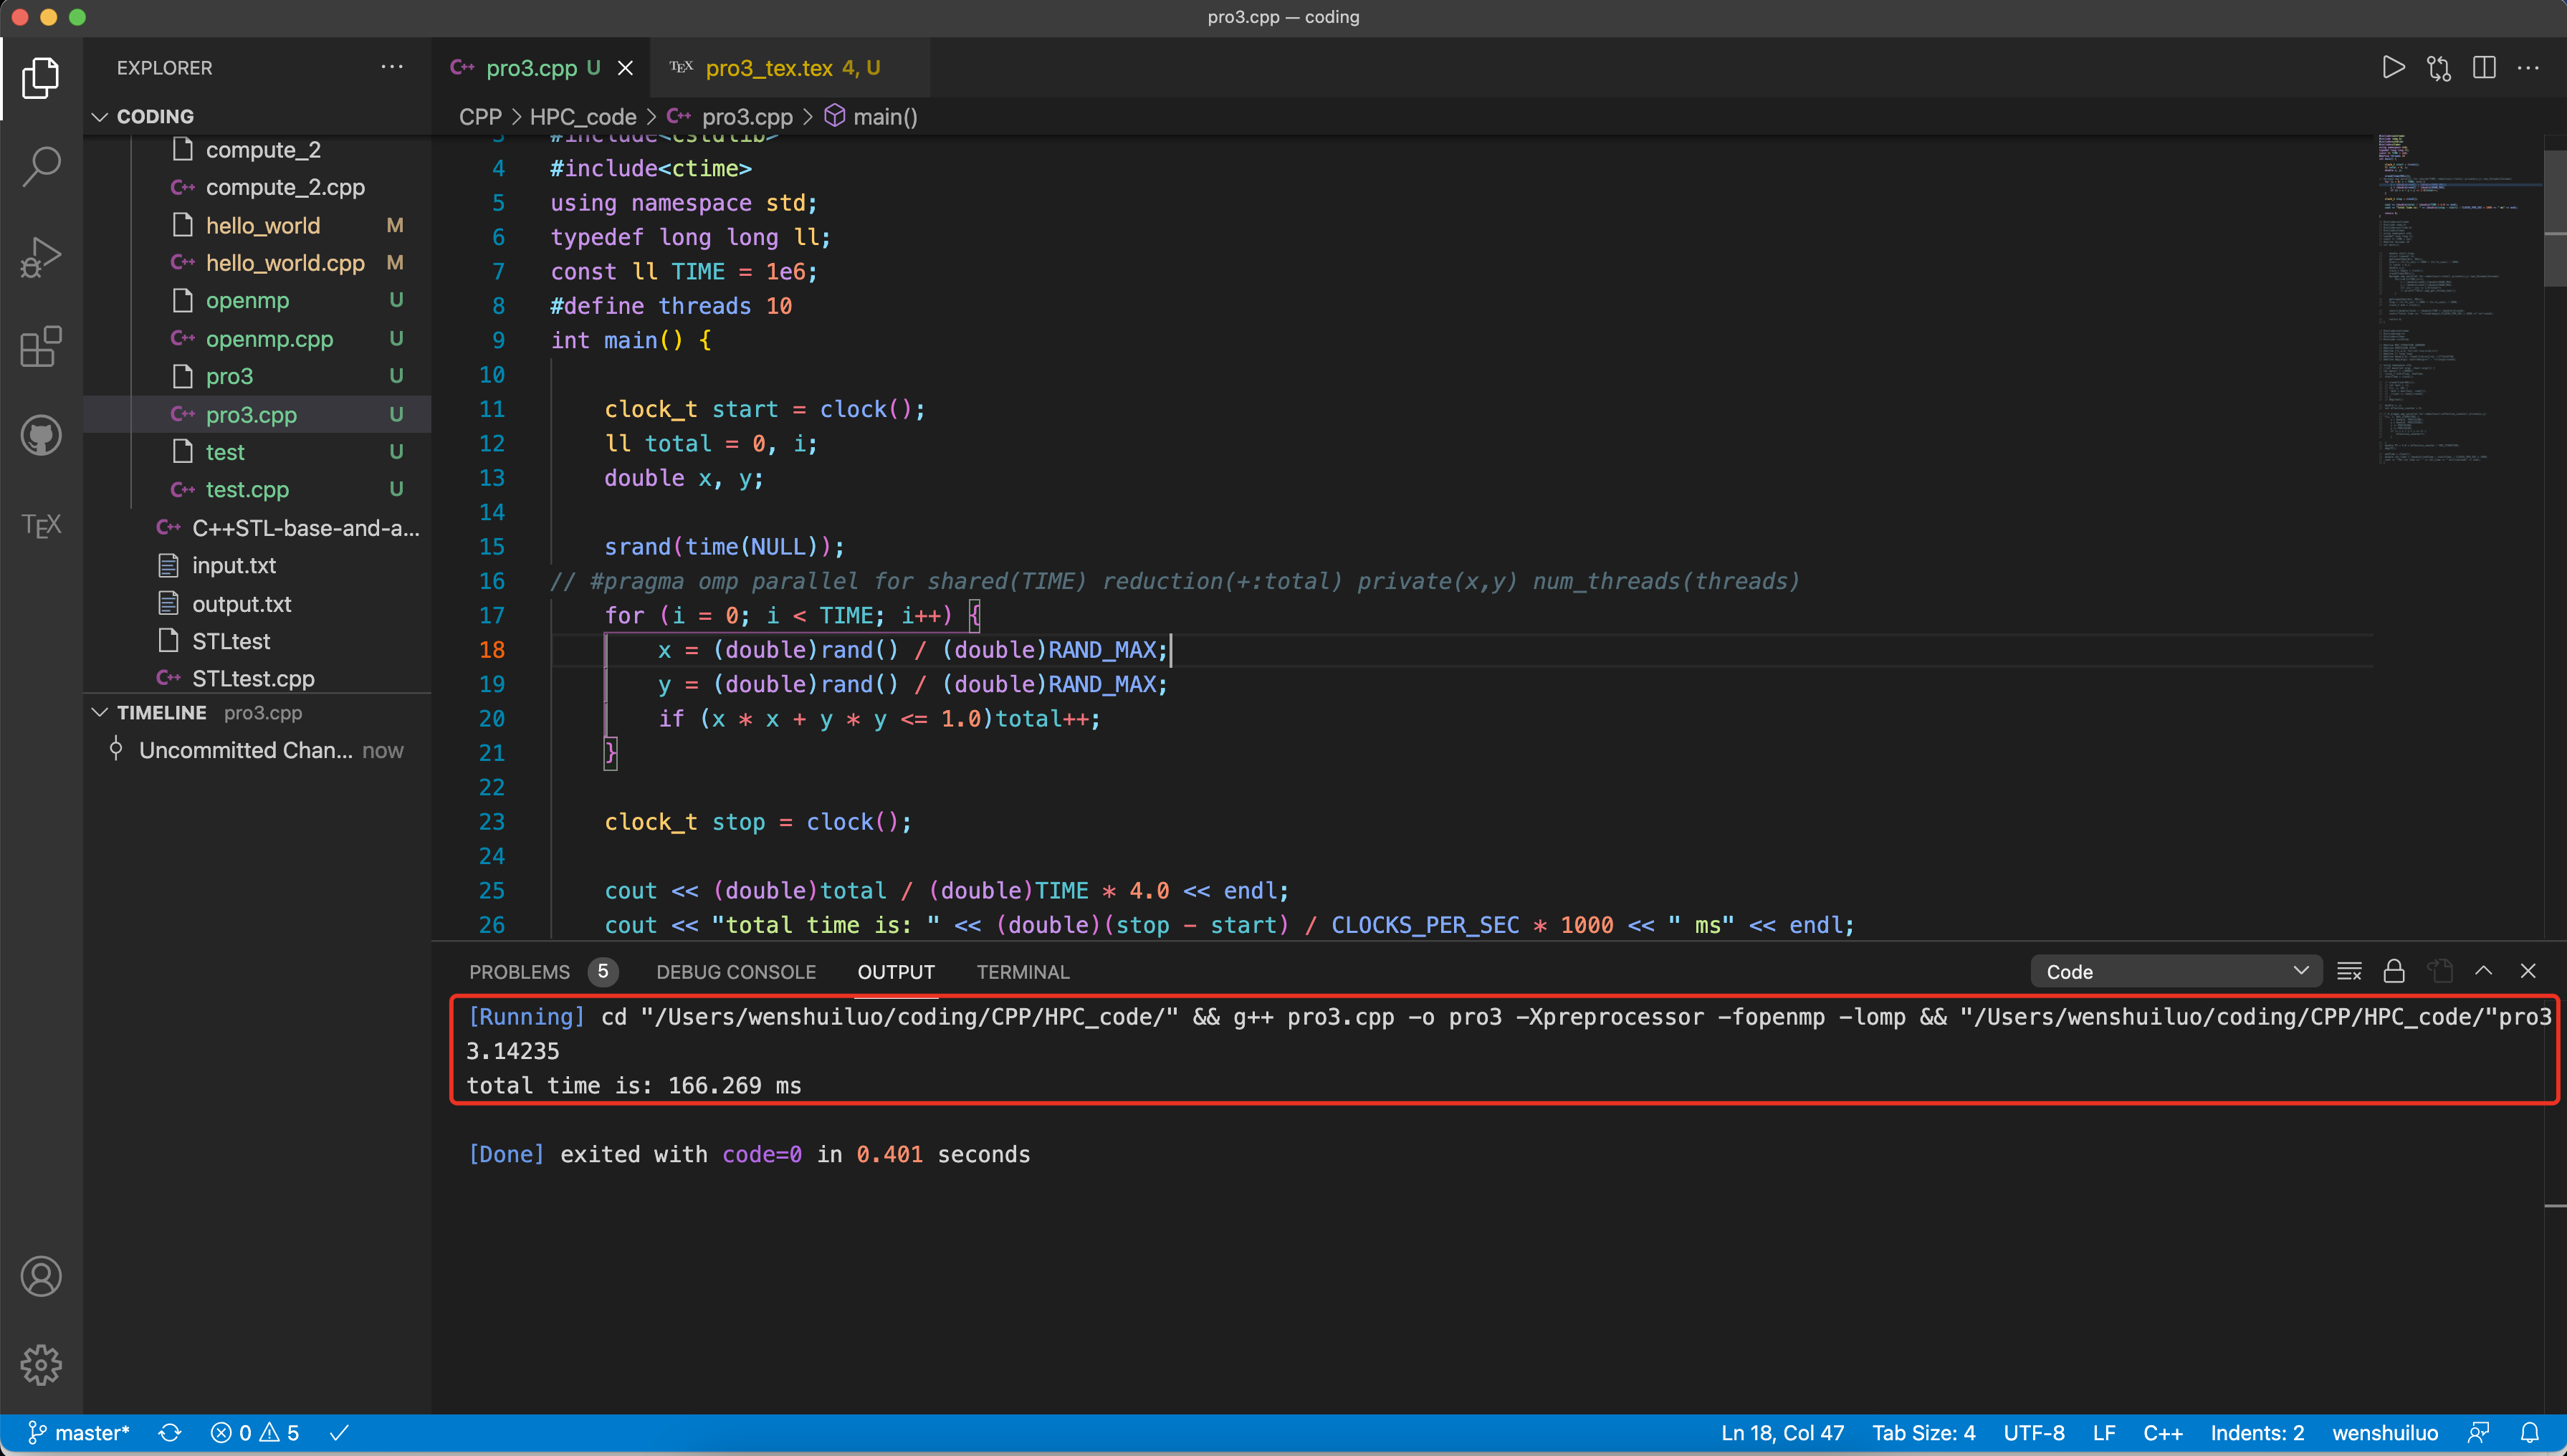 pro3.cpp — coding
EXPLORER
CODING
compute_2
compute_2.cpp
hello_world M
hello_world.cpp M
openmp U
openmp.cpp U
pro3 U
pro3.cpp U
test U
test.cpp U
C++STL-base-and-a...
input.txt
output.txt
STLtest
STLtest.cpp
TIMELINE pro3.cpp
Uncommitted Chan... now
TEX
pro3.cpp U
TEX pro3_tex.tex 4, U
CPP > HPC_code > pro3.cpp > main()
3 #include<cstdlib>
4 #include<ctime>
5 using namespace std;
6 typedef long long ll;
7 const ll TIME = 1e6;
8 #define threads 10
9 int main() {
10
11 clock_t start = clock();
12 ll total = 0, i;
13 double x, y;
14
15 srand(time(NULL));
16 // #pragma omp parallel for shared(TIME) reduction(+:total) private(x,y) num_threads(threads)
17 for (i = 0; i < TIME; i++) {
18 x = (double)rand() / (double)RAND_MAX;
19 y = (double)rand() / (double)RAND_MAX;
20 if (x * x + y * y <= 1.0)total++;
21 }
22
23 clock_t stop = clock();
24
25 cout << (double)total / (double)TIME * 4.0 << endl;
26 cout << "total time is: " << (double)(stop - start) / CLOCKS_PER_SEC * 1000 << " ms" << endl;
PROBLEMS 5 DEBUG CONSOLE OUTPUT TERMINAL
Code
[Running] cd "/Users/wenshuiluo/coding/CPP/HPC_code/" && g++ pro3.cpp -o pro3 -Xpreprocessor -fopenmp -lomp && "/Users/wenshuiluo/coding/CPP/HPC_code/"pro3
3.14235
total time is: 166.269 ms
[Done] exited with code=0 in 0.401 seconds
master* 0 5
Ln 18, Col 47 Tab Size: 4 UTF-8 LF C++ Indents: 2 wenshuiluo